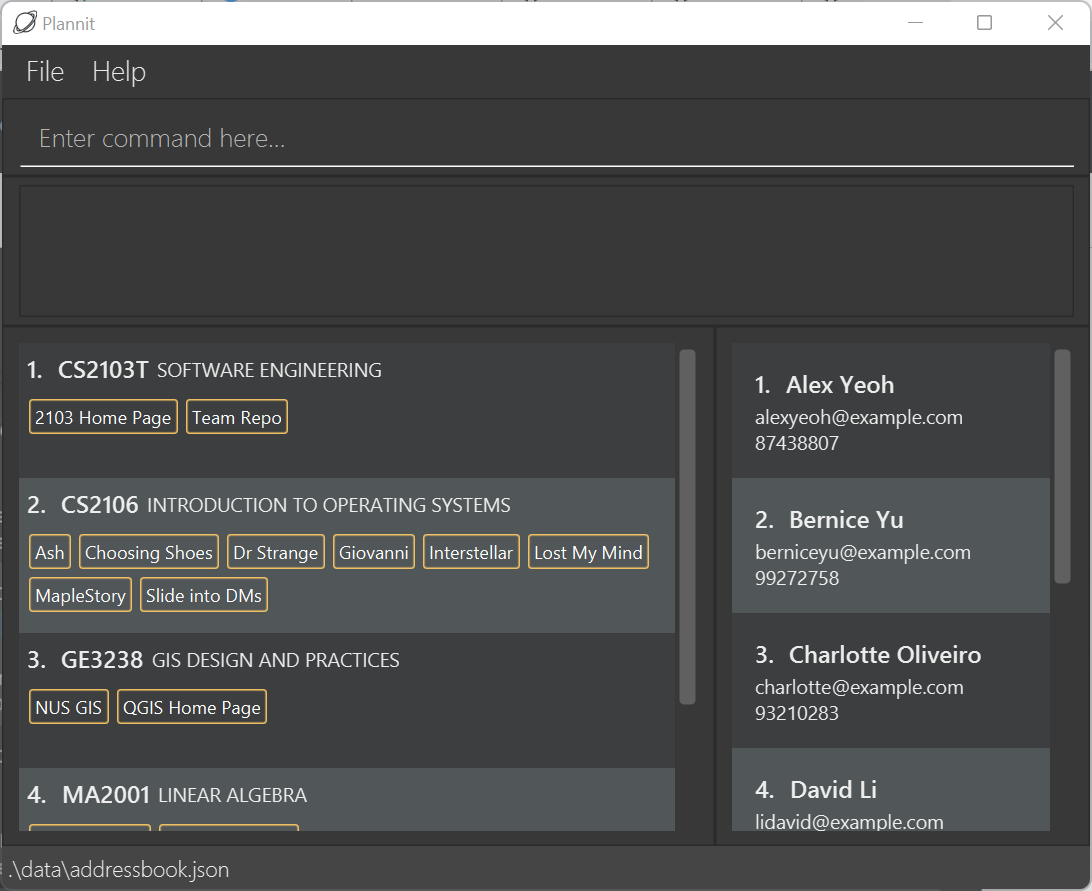 Plannit
File Help
Enter command here...
1. CS2103T SOFTWARE ENGINEERING
2103 Home Page Team Repo
2. CS2106 INTRODUCTION TO OPERATING SYSTEMS
Ash Choosing Shoes Dr Strange Giovanni Interstellar Lost My Mind
MapleStory Slide into DMs
3. GE3238 GIS DESIGN AND PRACTICES
NUS GIS QGIS Home Page
4. MA2001 LINEAR ALGEBRA
1. Alex Yeoh
alexyeoh@example.com
87438807
2. Bernice Yu
berniceyu@example.com
99272758
3. Charlotte Oliveiro
charlotte@example.com
93210283
4. David Li
lidavid@example.com
.\data\addressbook.json